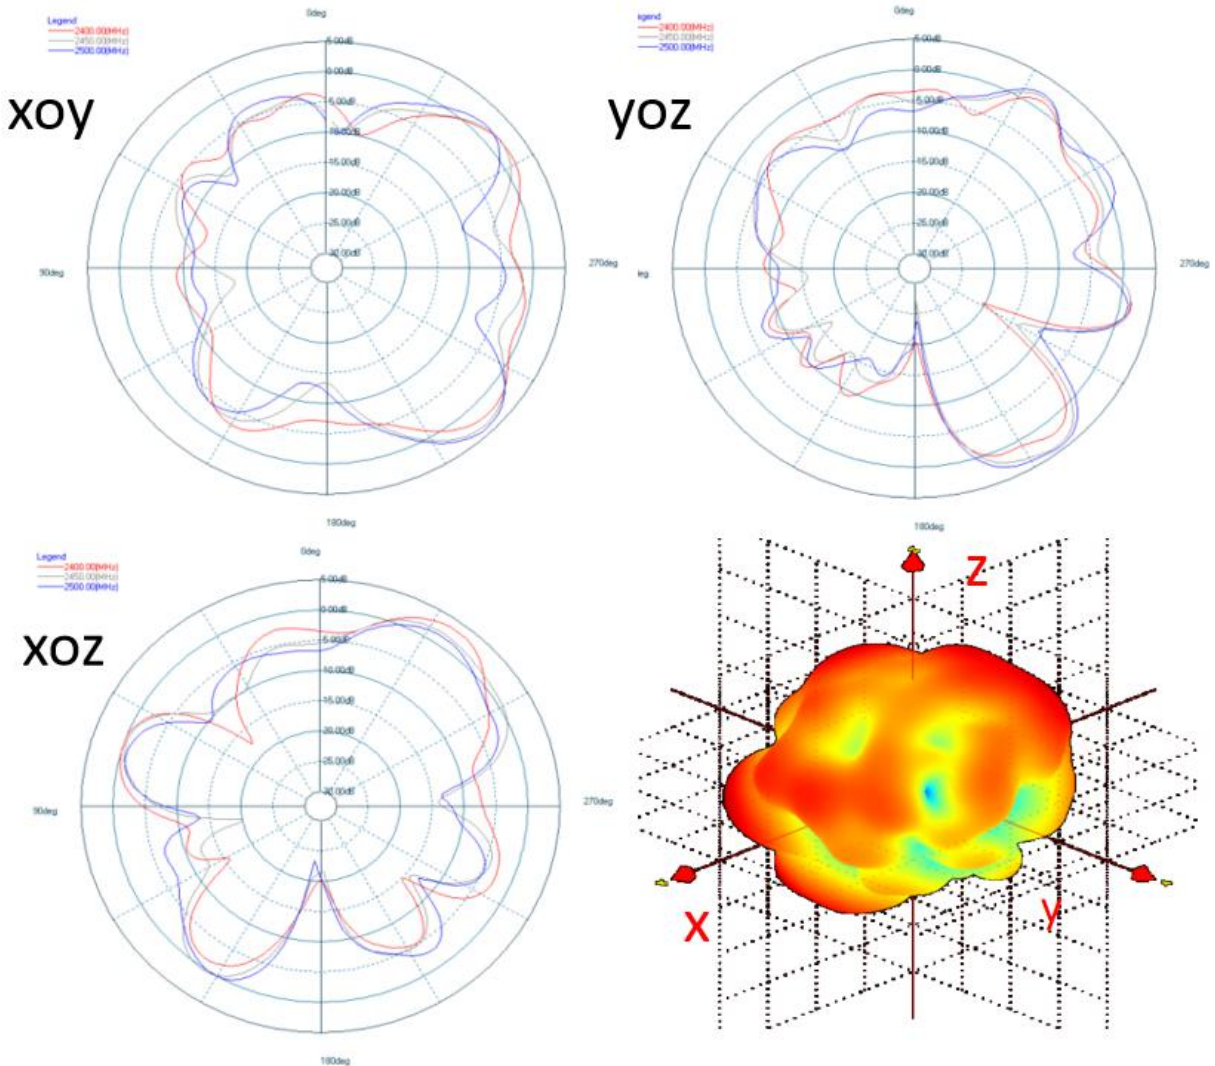 0deg
Legend
2400.00(MHz)
2450.00(MHz)
2500.00(MHz)
5.00dB
0.00dB
xoy
5.00dB
10.00dB
15.00dB
20.00dB
25.00dB
30.00dB
90deg
270deg
180deg
0deg
egend
2400.00(MHz)
2450.00(MHz)
2500.00(MHz)
5.00dB
0.00dB
yoz
5.00dB
10.00dB
15.00dB
20.00dB
25.00dB
30.00dB
leg
270deg
180deg
0deg
Legend
2400.00(MHz)
2450.00(MHz)
2500.00(MHz)
5.00dB
0.00dB
xoz
5.00dB
10.00dB
15.00dB
20.00dB
25.00dB
30.00dB
90deg
270deg
180deg
Z
X
y